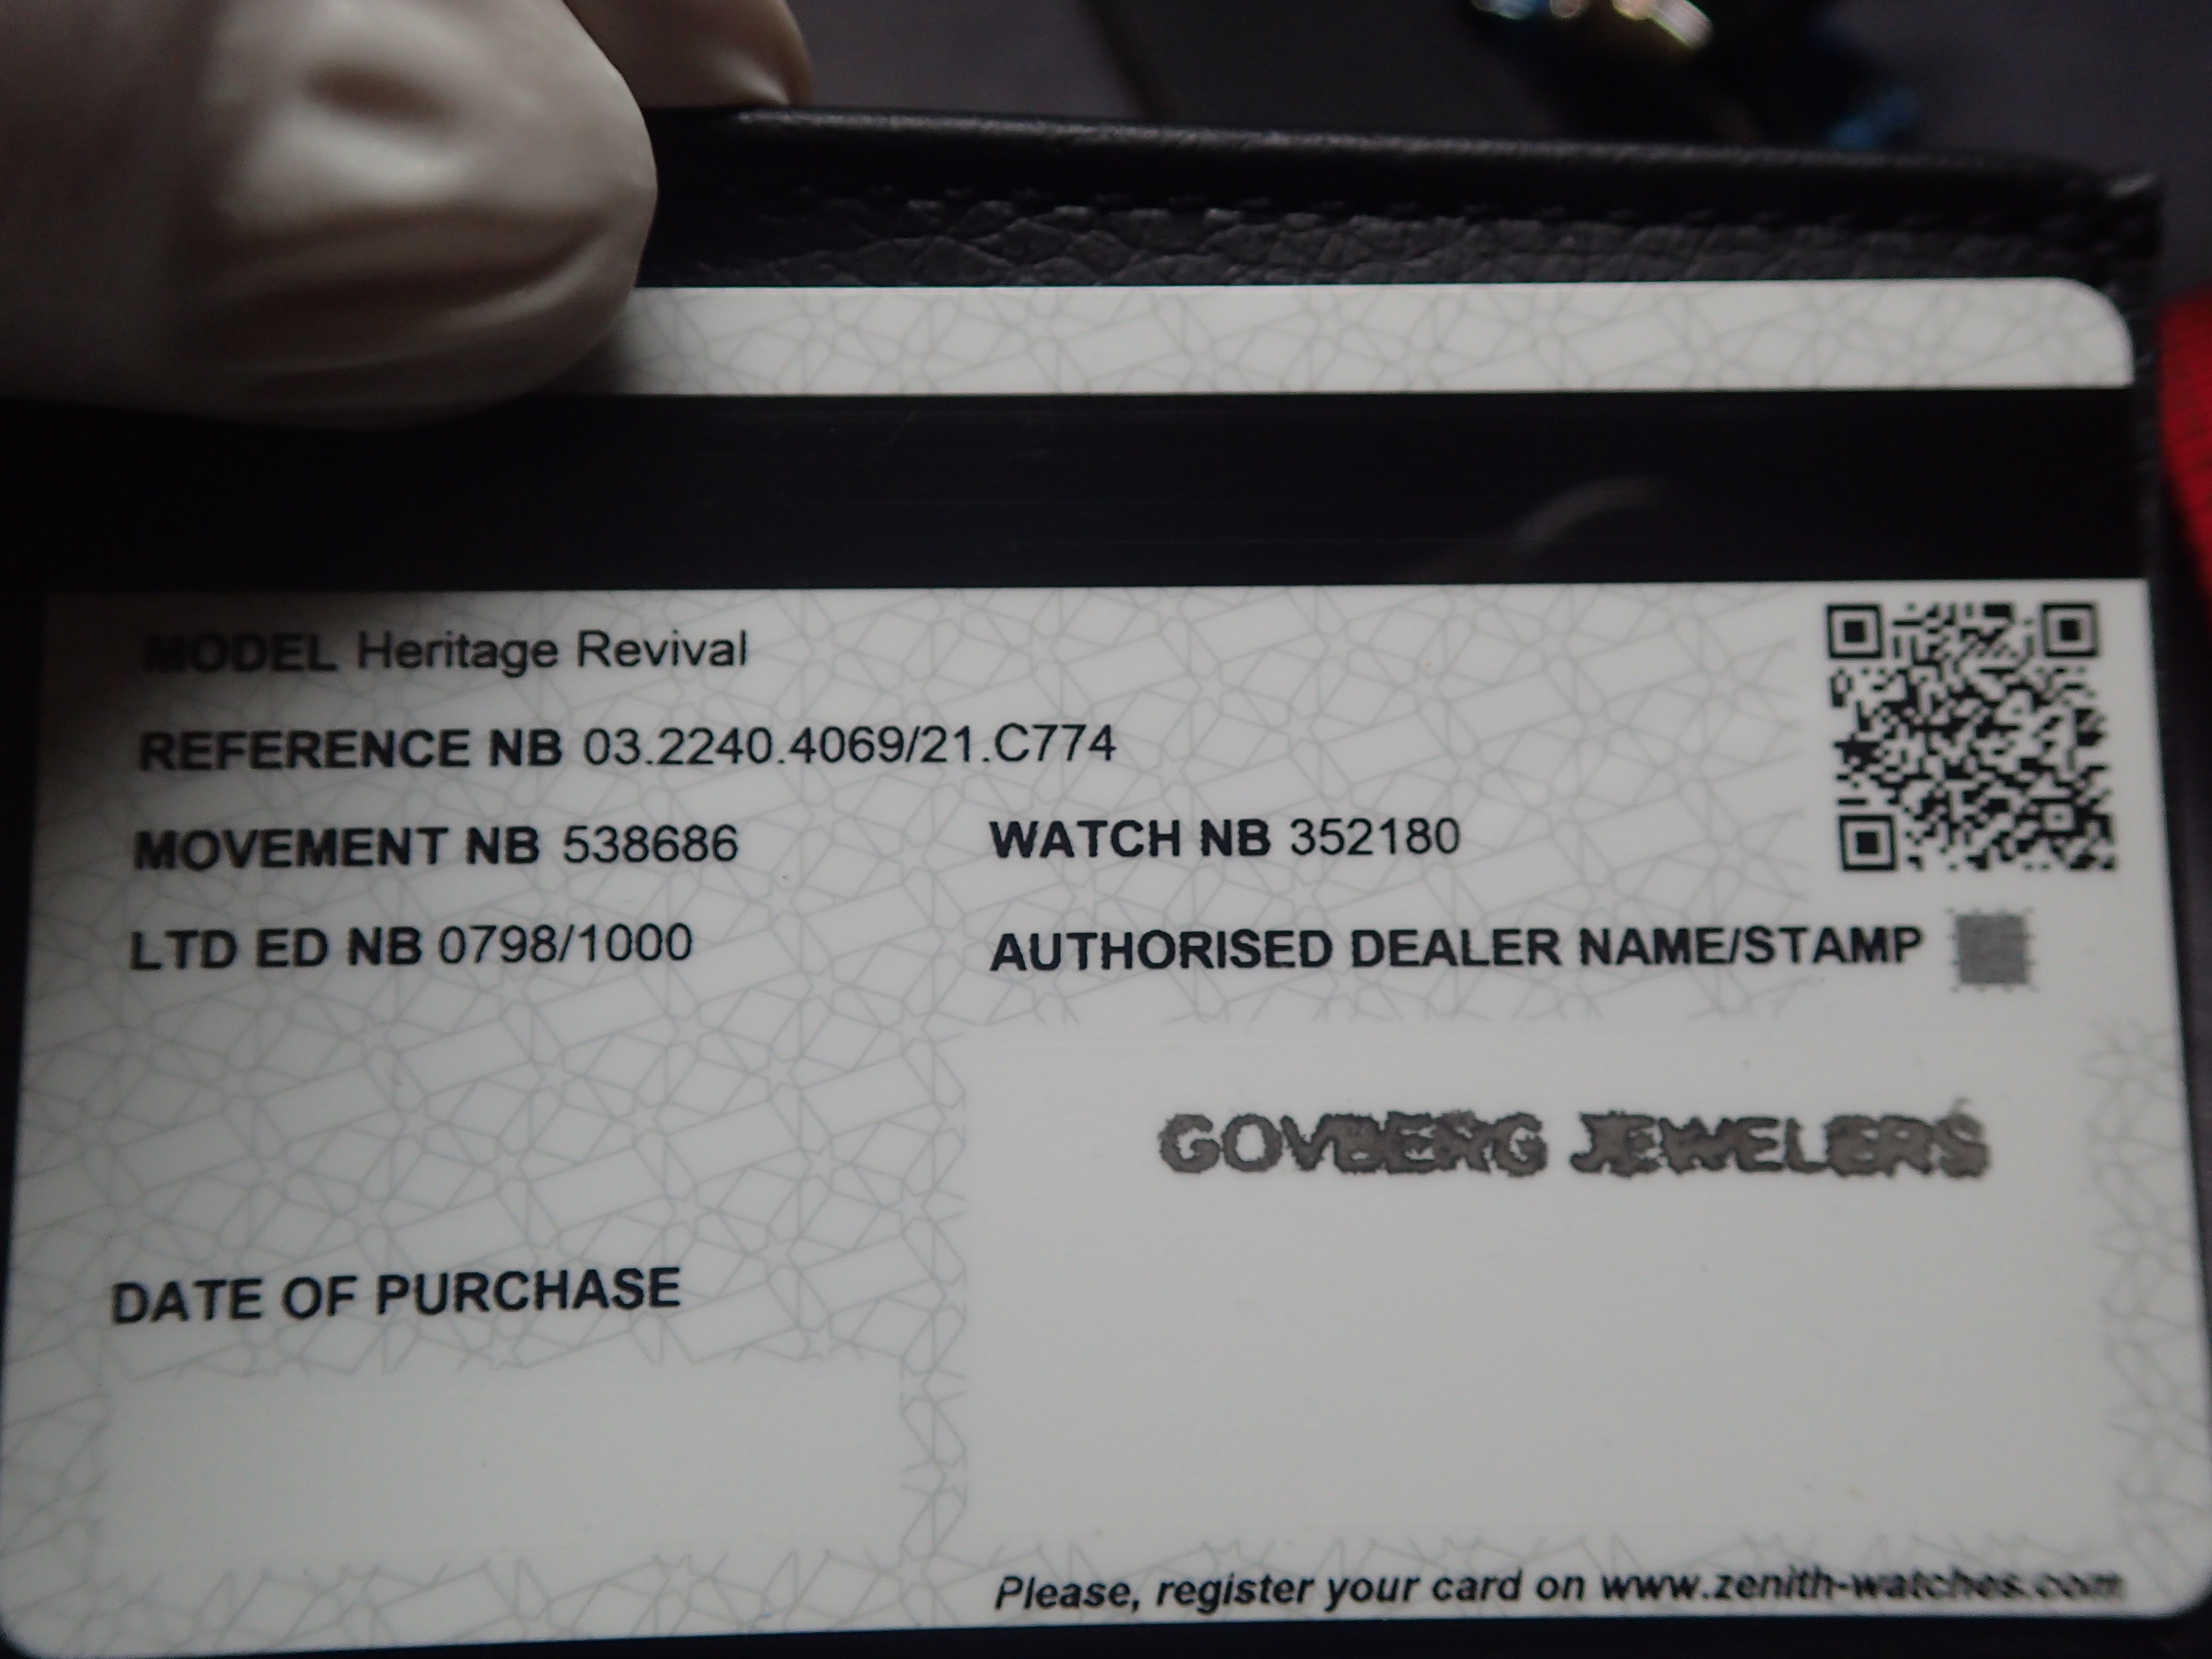 MODEL Heritage Revival
REFERENCE NB 03.2240.4069/21.C774
MOVEMENT NB 538686
WATCH NB 352180
LTD ED NB 0798/1000
AUTHORISED DEALER NAME/STAMP
GOVBERG JEWELERS
DATE OF PURCHASE
Please, register your card on www.zenith-watches.com